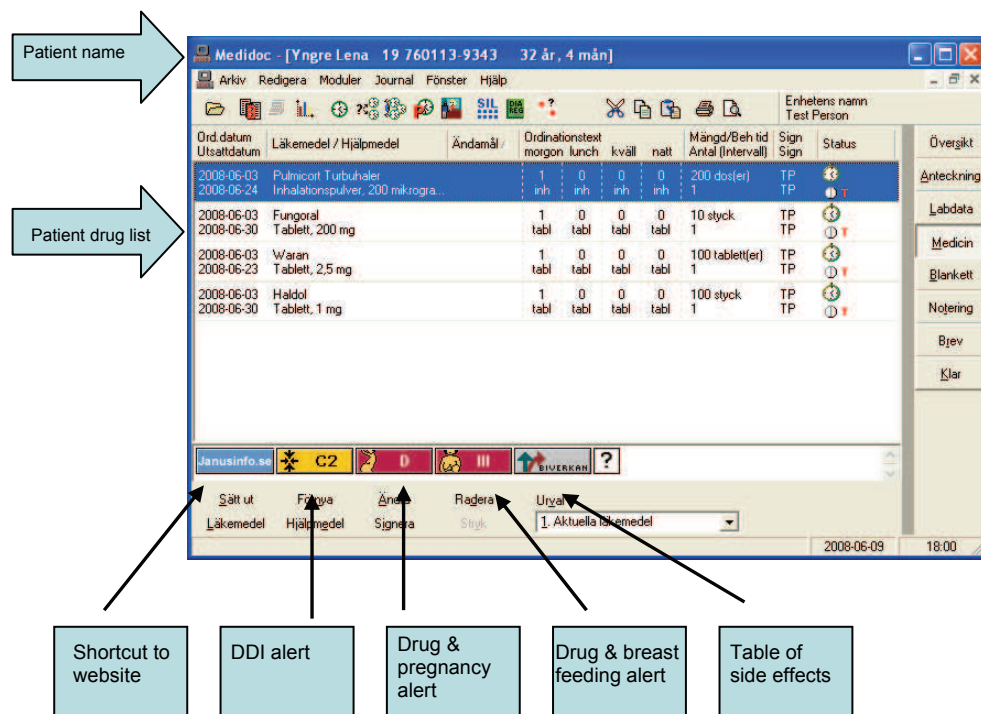 Patient name
Medidoc - [Yngre Lena 19 760113-9343 32 år, 4 mån]
Arkiv Redigera Moduler Journal Fönster Hjälp
SIL DIA REG
Enhetens namn
Test Person
Ord.datum Läkemedel / Hjälpmedel Ändamål / Ordinationstext Mängd/Beh tid Sign Status
Utsattdatum morgon lunch kväll natt Antal (Intervall) Sign
2008-06-03 Pulmicort Turbuhaler 1 0 0 0 200 dos(er) TP
2008-06-24 Inhalationspulver, 200 mikrogra... inh inh inh inh 1 TP T
Patient drug list
2008-06-03 Fungoral 1 0 0 0 10 styck TP
2008-06-30 Tablett, 200 mg tabl tabl tabl tabl 1 TP T
2008-06-03 Waran 1 0 0 0 100 tablett(er) TP
2008-06-23 Tablett, 2,5 mg tabl tabl tabl tabl 1 TP T
2008-06-03 Haldol 1 0 0 0 100 styck TP
2008-06-30 Tablett, 1 mg tabl tabl tabl tabl 1 TP T
Översikt
Anteckning
Labdata
Medicin
Blankett
Notering
Brev
Klar
Janusinfo.se C2 D III BIVERKAN ?
Sätt ut Förnya Ändra Radera Urval
Läkemedel Hjälpmedel Signera Stryk 1. Aktuella läkemedel
2008-06-09 18:00
Shortcut to
website
DDI alert
Drug &
pregnancy
alert
Drug & breast
feeding alert
Table of
side effects